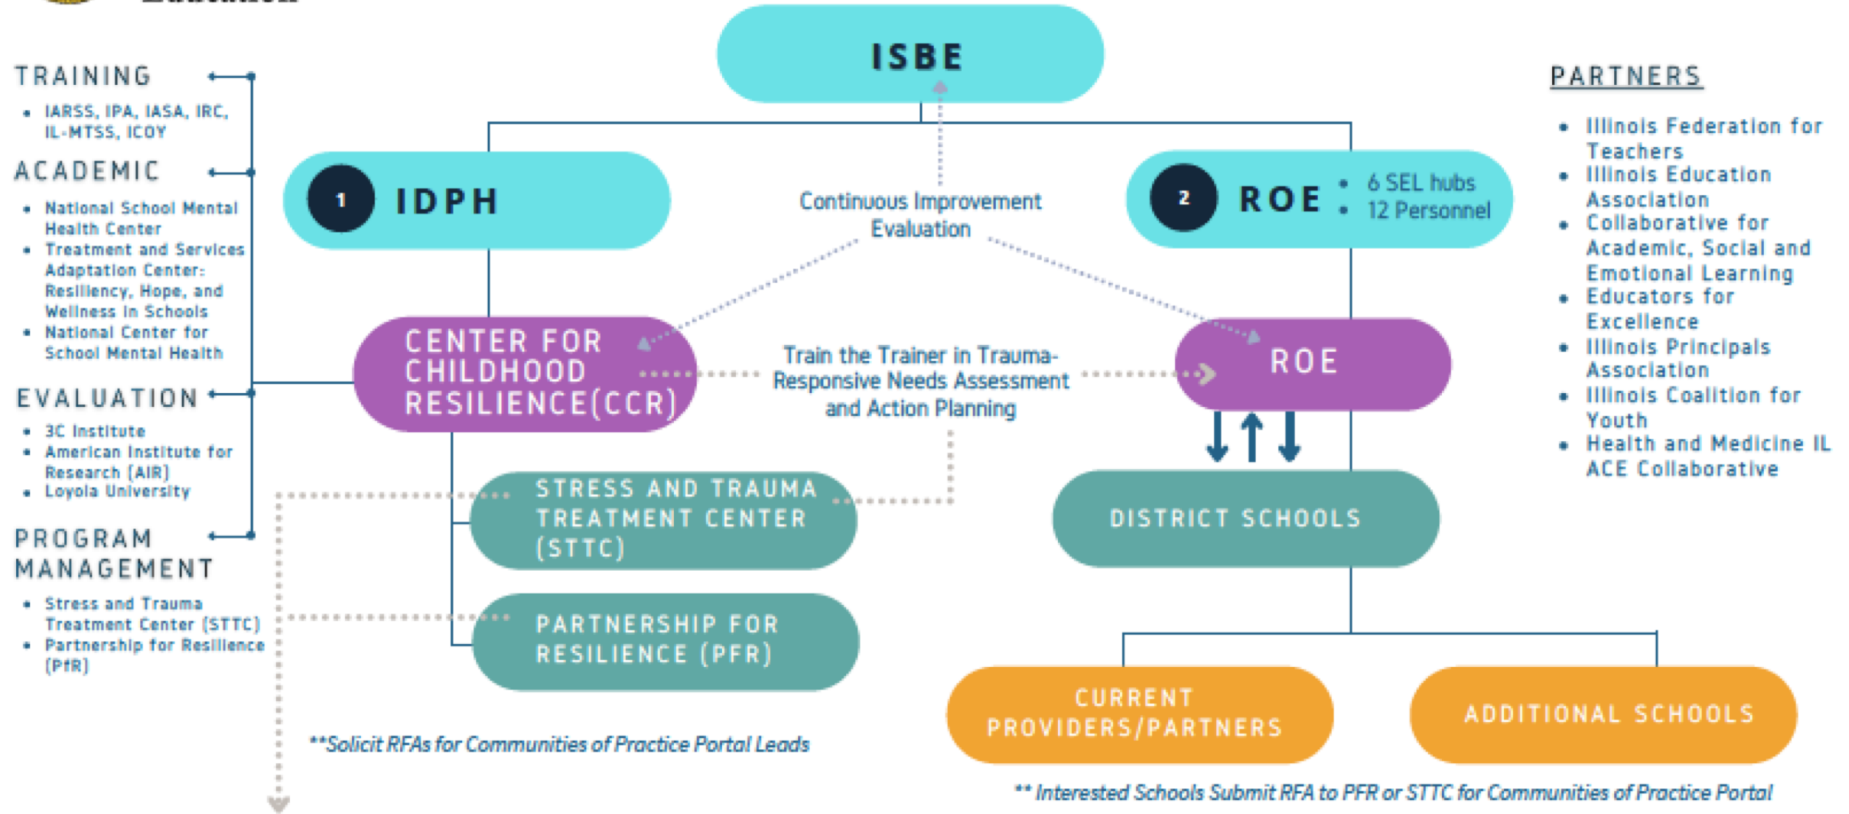 Education
ISBE
TRAINING
• IARSS, IPA, IASA, IRC,
IL-MTSS, ICOY
ACADEMIC
• National School Mental
Health Center
• Treatment and Services
Adaptation Center:
Resiliency, Hope, and
Wellness in Schools
• National Center for
School Mental Health
EVALUATION
• 3C Institute
• American Institute for
Research (AIR)
• Loyola University
PROGRAM
MANAGEMENT
• Stress and Trauma
Treatment Center (STTC)
• Partnership for Resilience
(PfR)
1 IDPH
Continuous Improvement
Evaluation
2 ROE
• 6 SEL hubs
• 12 Personnel
CENTER FOR
CHILDHOOD
RESILIENCE(CCR)
Train the Trainer in Trauma-
Responsive Needs Assessment
and Action Planning
ROE
STRESS AND TRAUMA
TREATMENT CENTER
(STTC)
DISTRICT SCHOOLS
PARTNERSHIP FOR
RESILIENCE (PFR)
CURRENT
PROVIDERS/PARTNERS
ADDITIONAL SCHOOLS
**Solicit RFAs for Communities of Practice Portal Leads
** Interested Schools Submit RFA to PFR or STTC for Communities of Practice Portal
PARTNERS
• Illinois Federation for
Teachers
• Illinois Education
Association
• Collaborative for
Academic, Social and
Emotional Learning
• Educators for
Excellence
• Illinois Principals
Association
• Illinois Coalition for
Youth
• Health and Medicine IL
ACE Collaborative